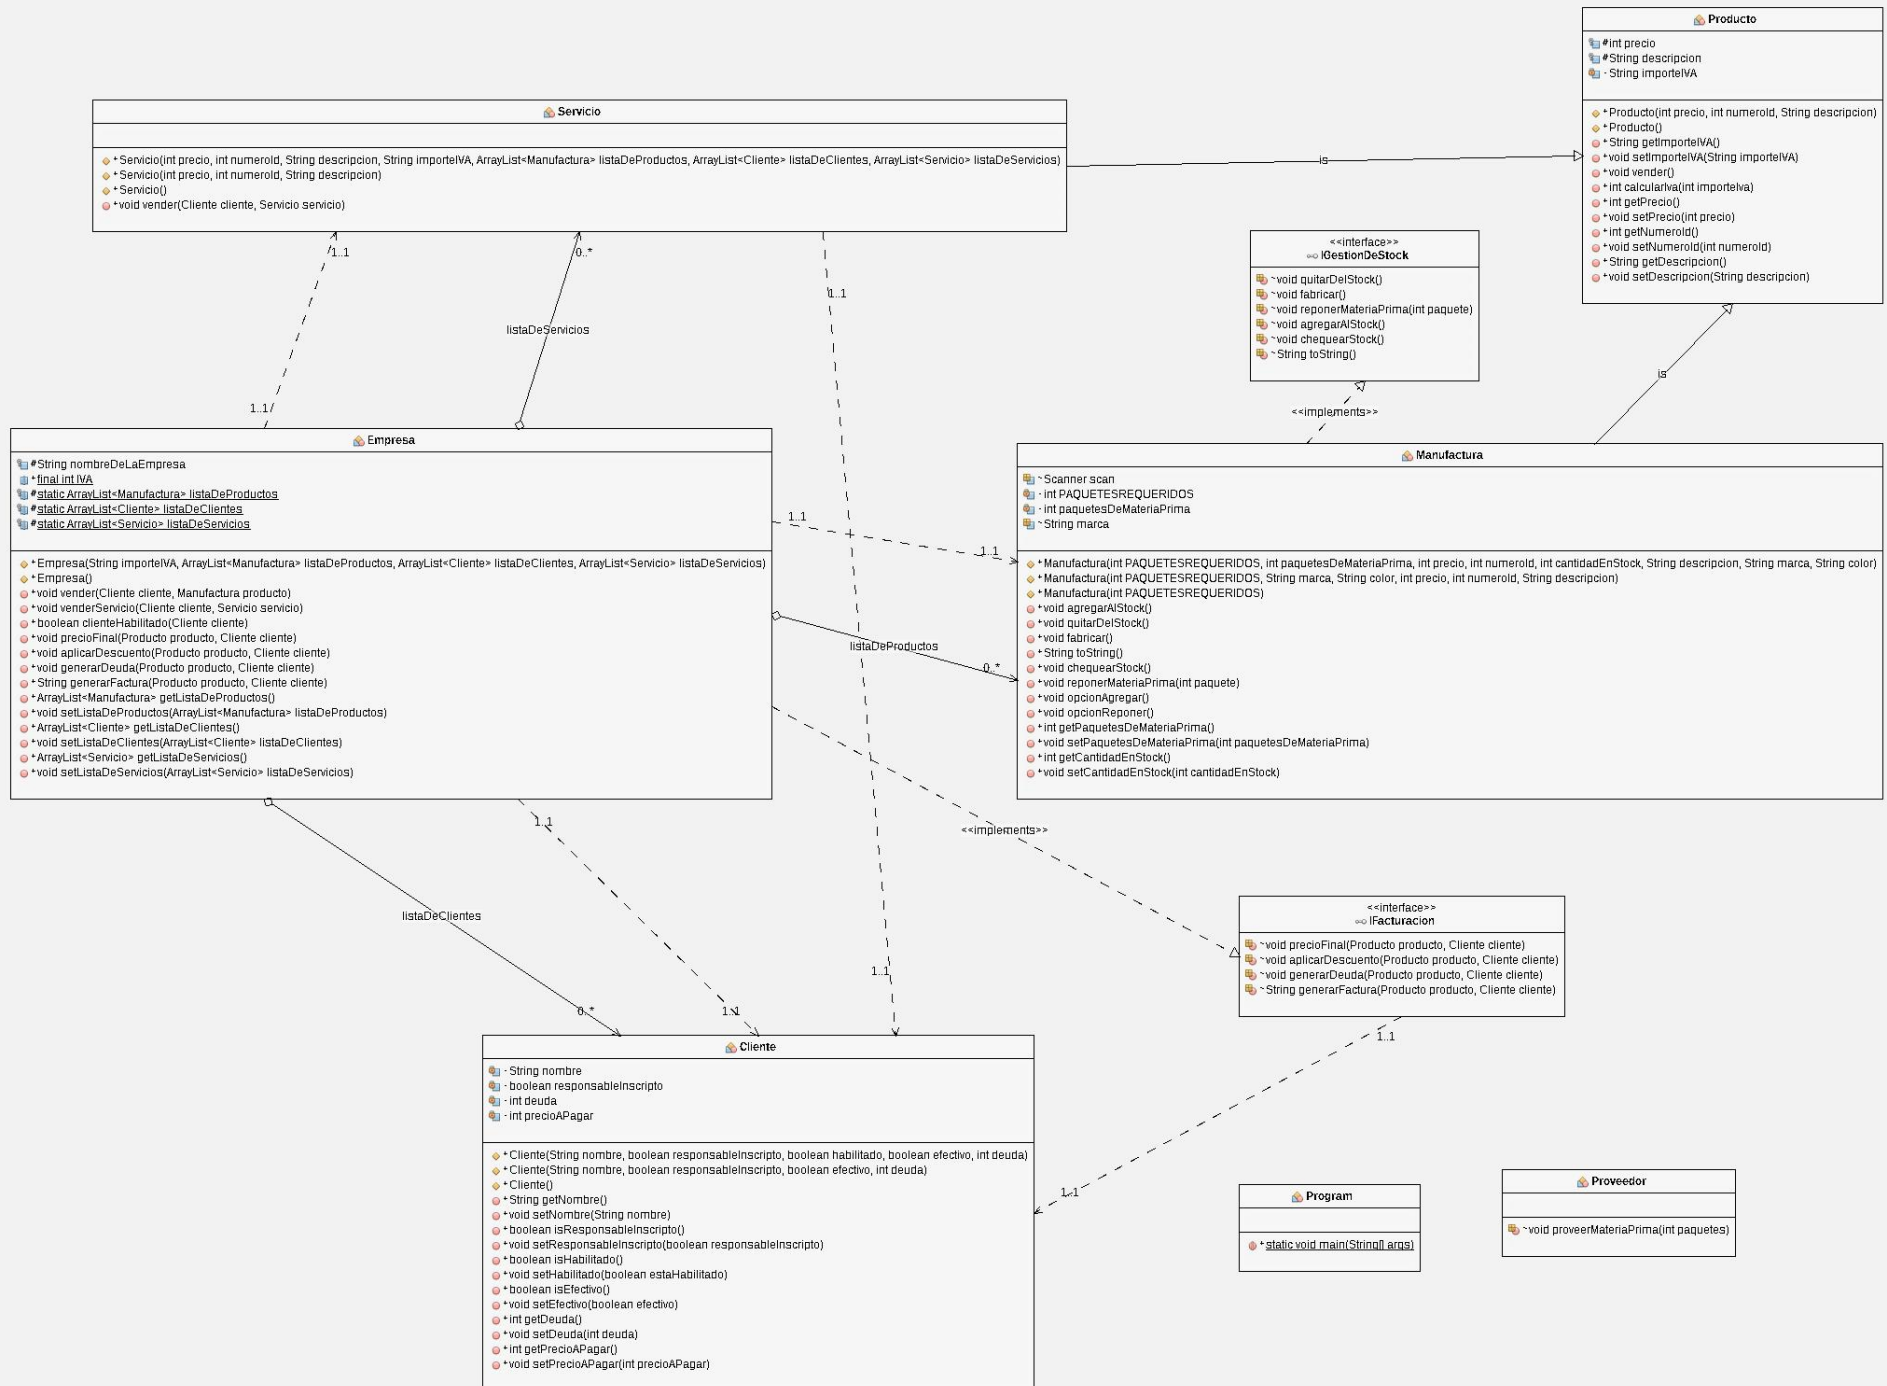 Producto
#int precio
#String descripcion
- String importeIVA
+Producto(int precio, int numeroId, String descripcion)
+Producto()
+String getImporteIVA()
+void setImporteIVA(String importeIVA)
+void vender()
+int calcularIva(int importeIva)
+int getPrecio()
+void setPrecio(int precio)
+int getNumeroId()
+void setNumeroId(int numeroId)
+String getDescripcion()
+void setDescripcion(String descripcion)
Servicio
+Servicio(int precio, int numeroId, String descripcion, String importeIVA, ArrayList<Manufactura> listaDeProductos, ArrayList<Cliente> listaDeClientes, ArrayList<Servicio> listaDeServicios)
+Servicio(int precio, int numeroId, String descripcion)
+Servicio()
+void vender(Cliente cliente, Servicio servicio)
is
1..1
0..*
1..1
listaDeServicios
1..1
<<interface>>
IGestionDeStock
~void quitarDelStock()
~void fabricar()
~void reponerMateriaPrima(int paquete)
~void agregarAlStock()
~void chequearStock()
~String toString()
<<implements>>
is
Empresa
#String nombreDeLaEmpresa
+final int IVA
#static ArrayList<Manufactura> listaDeProductos
#static ArrayList<Cliente> listaDeClientes
#static ArrayList<Servicio> listaDeServicios
+Empresa(String importeIVA, ArrayList<Manufactura> listaDeProductos, ArrayList<Cliente> listaDeClientes, ArrayList<Servicio> listaDeServicios)
+Empresa()
+void vender(Cliente cliente, Manufactura producto)
+void venderServicio(Cliente cliente, Servicio servicio)
+boolean clienteHabilitado(Cliente cliente)
+void precioFinal(Producto producto, Cliente cliente)
+void aplicarDescuento(Producto producto, Cliente cliente)
+void generarDeuda(Producto producto, Cliente cliente)
+String generarFactura(Producto producto, Cliente cliente)
+ArrayList<Manufactura> getListaDeProductos()
+void setListaDeProductos(ArrayList<Manufactura> listaDeProductos)
+ArrayList<Cliente> getListaDeClientes()
+void setListaDeClientes(ArrayList<Cliente> listaDeClientes)
+ArrayList<Servicio> getListaDeServicios()
+void setListaDeServicios(ArrayList<Servicio> listaDeServicios)
1..1
1..1
listaDeProductos
0..*
Manufactura
~Scanner scan
- int PAQUETESREQUERIDOS
- int paquetesDeMateriaPrima
~String marca
+Manufactura(int PAQUETESREQUERIDOS, int paquetesDeMateriaPrima, int precio, int numeroId, int cantidadEnStock, String descripcion, String marca, String color)
+Manufactura(int PAQUETESREQUERIDOS, String marca, String color, int precio, int numeroId, String descripcion)
+Manufactura(int PAQUETESREQUERIDOS)
+void agregarAlStock()
+void quitarDelStock()
+void fabricar()
+String toString()
+void chequearStock()
+void reponerMateriaPrima(int paquete)
+void opcionAgregar()
+void opcionReponer()
+int getPaquetesDeMateriaPrima()
+void setPaquetesDeMateriaPrima(int paquetesDeMateriaPrima)
+int getCantidadEnStock()
+void setCantidadEnStock(int cantidadEnStock)
1..1
<<implements>>
listaDeClientes
0..*
1..1
1..1
<<interface>>
IFacturacion
~void precioFinal(Producto producto, Cliente cliente)
~void aplicarDescuento(Producto producto, Cliente cliente)
~void generarDeuda(Producto producto, Cliente cliente)
~String generarFactura(Producto producto, Cliente cliente)
1..1
1..1
Cliente
- String nombre
- boolean responsableInscripto
- int deuda
- int precioAPagar
+Cliente(String nombre, boolean responsableInscripto, boolean habilitado, boolean efectivo, int deuda)
+Cliente(String nombre, boolean responsableInscripto, boolean efectivo, int deuda)
+Cliente()
+String getNombre()
+void setNombre(String nombre)
+boolean isResponsableInscripto()
+void setResponsableInscripto(boolean responsableInscripto)
+boolean isHabilitado()
+void setHabilitado(boolean estaHabilitado)
+boolean isEfectivo()
+void setEfectivo(boolean efectivo)
+int getDeuda()
+void setDeuda(int deuda)
+int getPrecioAPagar()
+void setPrecioAPagar(int precioAPagar)
Program
+static void main(String[] args)
Proveedor
~void proveerMateriaPrima(int paquetes)